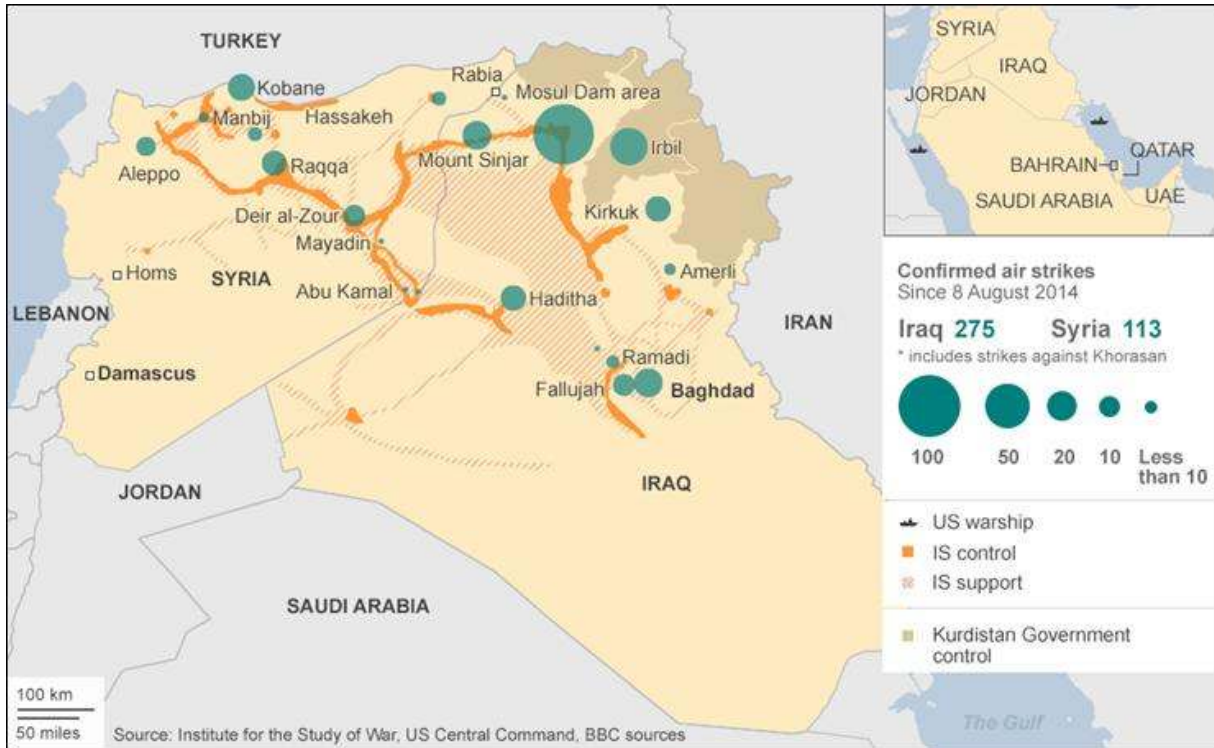 TURKEY
Kobane
Rabia
Mosul Dam area
Manbij
Hassakeh
Aleppo
Raqqa
Mount Sinjar
Irbil
Deir al-Zour
Kirkuk
Mayadin
Homs
SYRIA
Abu Kamal
Haditha
Amerli
LEBANON
IRAN
Damascus
Ramadi
Fallujah
Baghdad
JORDAN
IRAQ
SAUDI ARABIA
100 km
50 miles
Source: Institute for the Study of War, US Central Command, BBC sources
SYRIA
IRAQ
JORDAN
BAHRAIN
QATAR
SAUDI ARABIA
UAE
Confirmed air strikes
Since 8 August 2014
Iraq 275 Syria 113
* includes strikes against Khorasan
100 50 20 10 Less
than 10
US warship
IS control
IS support
Kurdistan Government
control
The Gulf